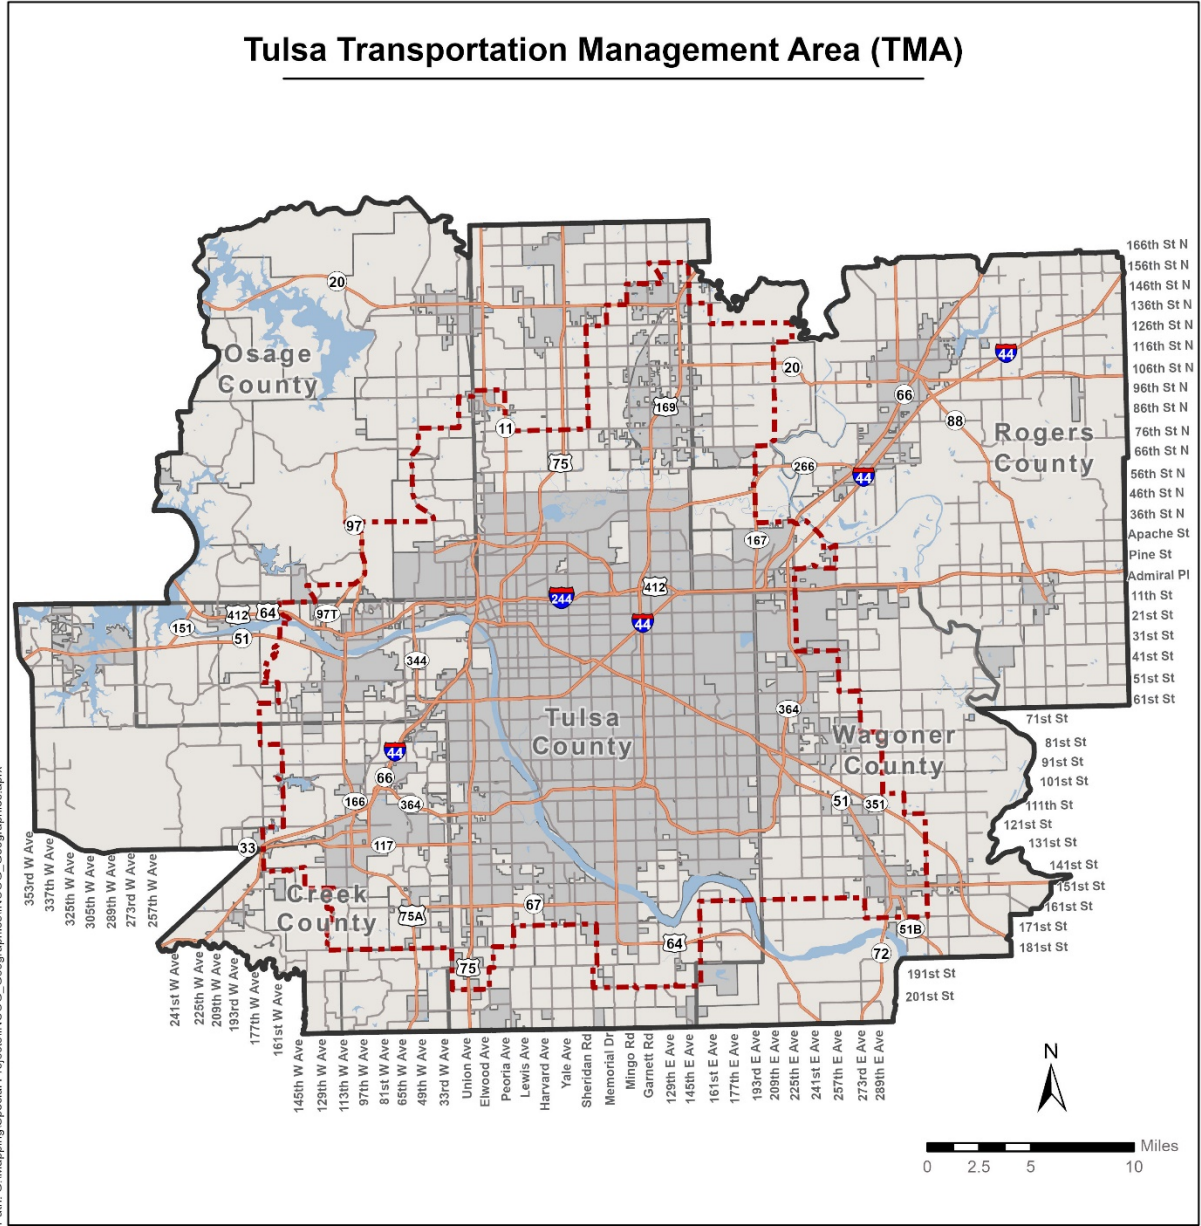 Tulsa Transportation Management Area (TMA)
166th St N
156th St N
146th St N
136th St N
126th St N
116th St N
106th St N
96th St N
86th St N
76th St N
66th St N
56th St N
46th St N
36th St N
Apache St
Pine St
Admiral Pl
11th St
21st St
31st St
41st St
51st St
61st St
71st St
81st St
91st St
101st St
111th St
121st St
131st St
141st St
151st St
161st St
171st St
181st St
191st St
201st St
20
Osage
County
44
20
66
169
88
11
Rogers
County
75
266
44
97
167
412
244
412
64
97T
151
51
44
344
364
Tulsa
County
Wagoner
County
44
66
166
364
51
351
33
117
Creek
County
75A
67
51B
64
72
75
353rd W Ave
337th W Ave
325th W Ave
305th W Ave
289th W Ave
273rd W Ave
257th W Ave
241st W Ave
225th W Ave
209th W Ave
193rd W Ave
177th W Ave
161st W Ave
145th W Ave
129th W Ave
113th W Ave
97th W Ave
81st W Ave
65th W Ave
49th W Ave
33rd W Ave
Union Ave
Elwood Ave
Peoria Ave
Lewis Ave
Harvard Ave
Yale Ave
Sheridan Rd
Memorial Dr
Mingo Rd
Garnett Rd
129th E Ave
145th E Ave
161st E Ave
177th E Ave
193rd E Ave
209th E Ave
225th E Ave
241st E Ave
257th E Ave
273rd E Ave
289th E Ave
N
Miles
0 2.5 5 10